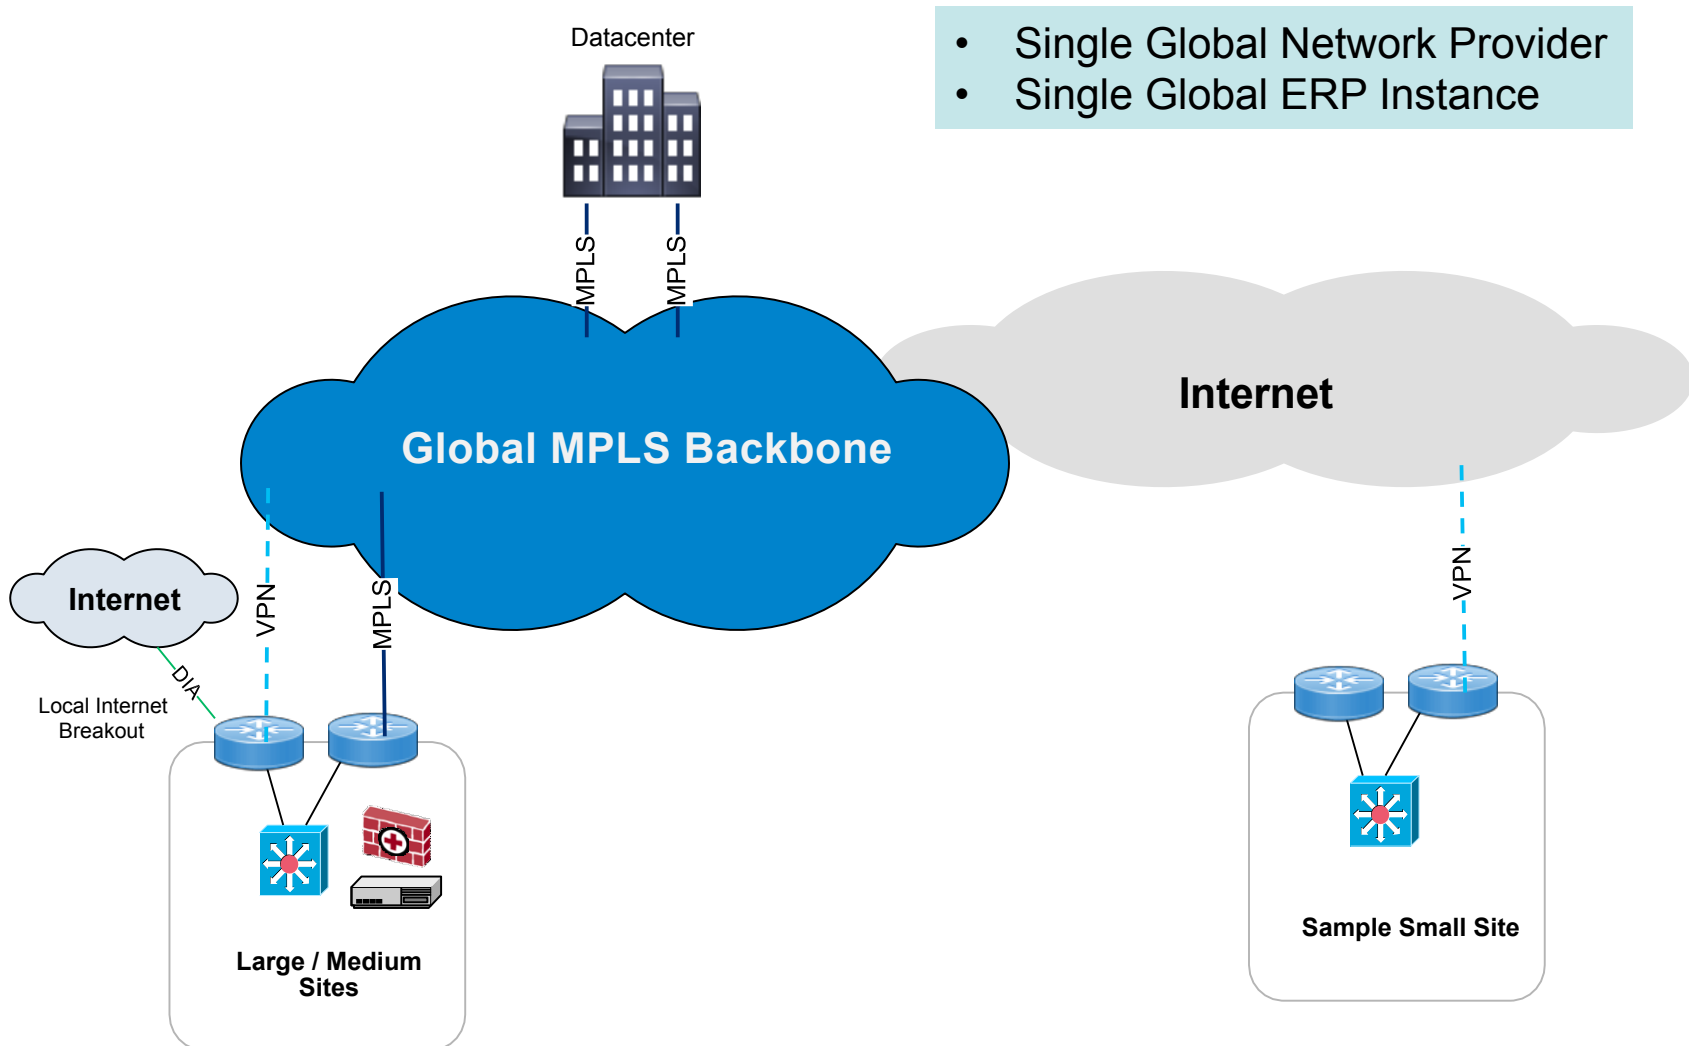 Datacenter
• Single Global Network Provider
• Single Global ERP Instance
MPLS
MPLS
Internet
Global MPLS Backbone
Internet
VPN
MPLS
VPN
DIA
Local Internet
Breakout
Sample Small Site
Large / Medium
Sites